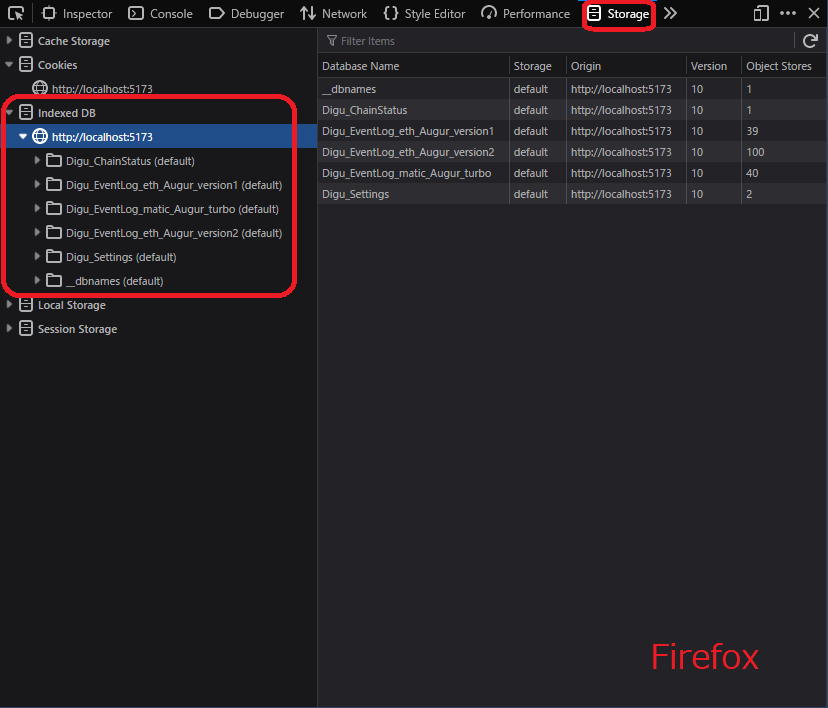 Inspector Console Debugger Network Style Editor Performance Storage
Cache Storage
Cookies
http://localhost:5173
Indexed DB
http://localhost:5173
Digu_ChainStatus (default)
Digu_EventLog_eth_Augur_version1 (default)
Digu_EventLog_matic_Augur_turbo (default)
Digu_EventLog_eth_Augur_version2 (default)
Digu_Settings (default)
__dbnames (default)
Local Storage
Session Storage
Filter Items
Database Name Storage Origin Version Object Stores
__dbnames default http://localhost:5173 10 1
Digu_ChainStatus default http://localhost:5173 10 1
Digu_EventLog_eth_Augur_version1 default http://localhost:5173 10 39
Digu_EventLog_eth_Augur_version2 default http://localhost:5173 10 100
Digu_EventLog_matic_Augur_turbo default http://localhost:5173 10 40
Digu_Settings default http://localhost:5173 10 2
Firefox